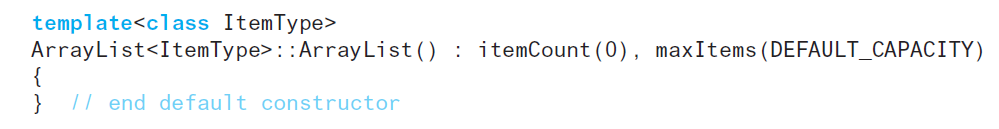 template<class ItemType>
ArrayList<ItemType>::ArrayList() : itemCount(0), maxItems(DEFAULT_CAPACITY)
{
}  // end default constructor